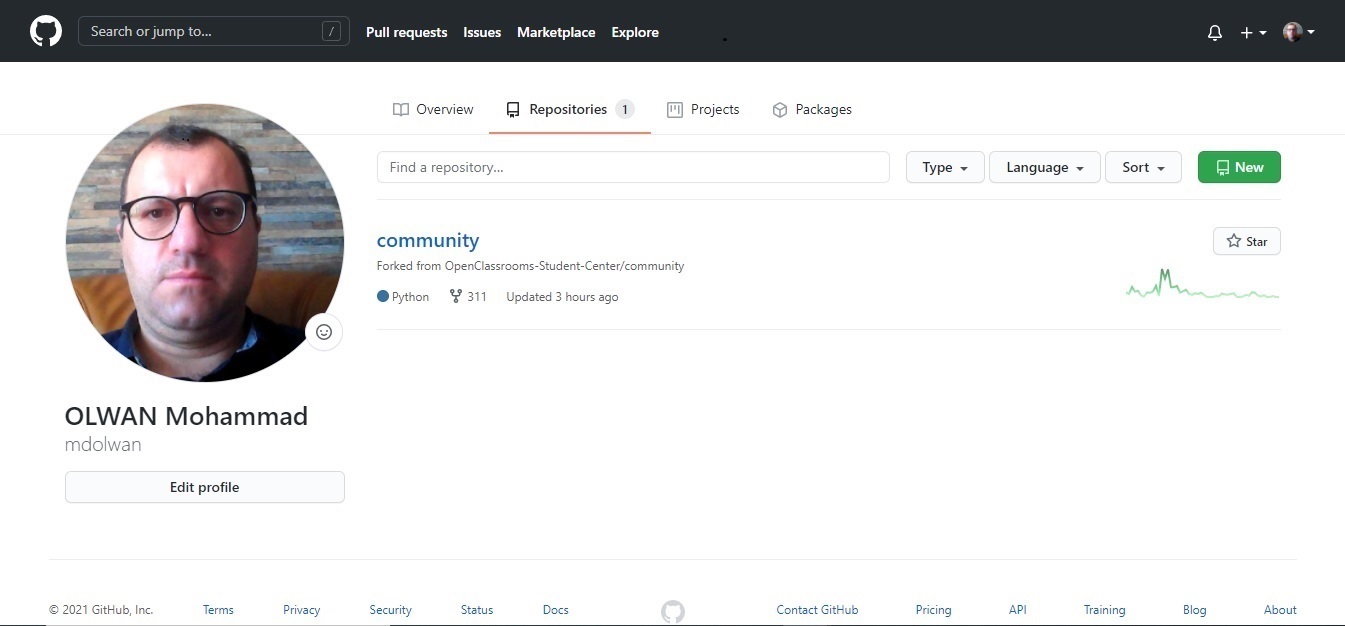 Search or jump to... /
Pull requests Issues Marketplace Explore
Overview Repositories 1 Projects Packages
Find a repository... Type Language Sort New
community Star
Forked from OpenClassrooms-Student-Center/community
Python 311 Updated 3 hours ago
OLWAN Mohammad
mdolwan
Edit profile
© 2021 GitHub, Inc. Terms Privacy Security Status Docs Contact GitHub Pricing API Training Blog About